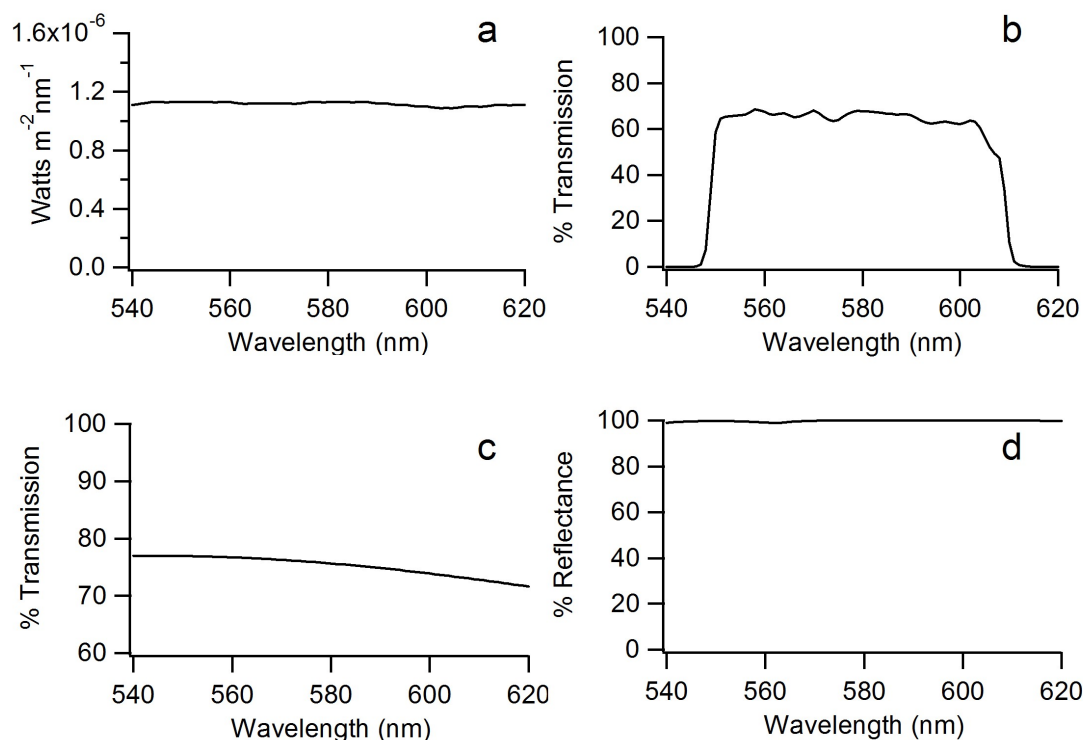 a
1.6x10⁻⁶
1.2
0.8
0.4
0.0
Watts m⁻²nm⁻¹
540 560 580 600 620
Wavelength (nm)
b
100
80
60
40
20
0
% Transmission
540 560 580 600 620
Wavelength (nm)
c
100
90
80
70
60
% Transmission
540 560 580 600 620
Wavelength (nm)
d
100
80
60
40
20
0
% Reflectance
540 560 580 600 620
Wavelength (nm)